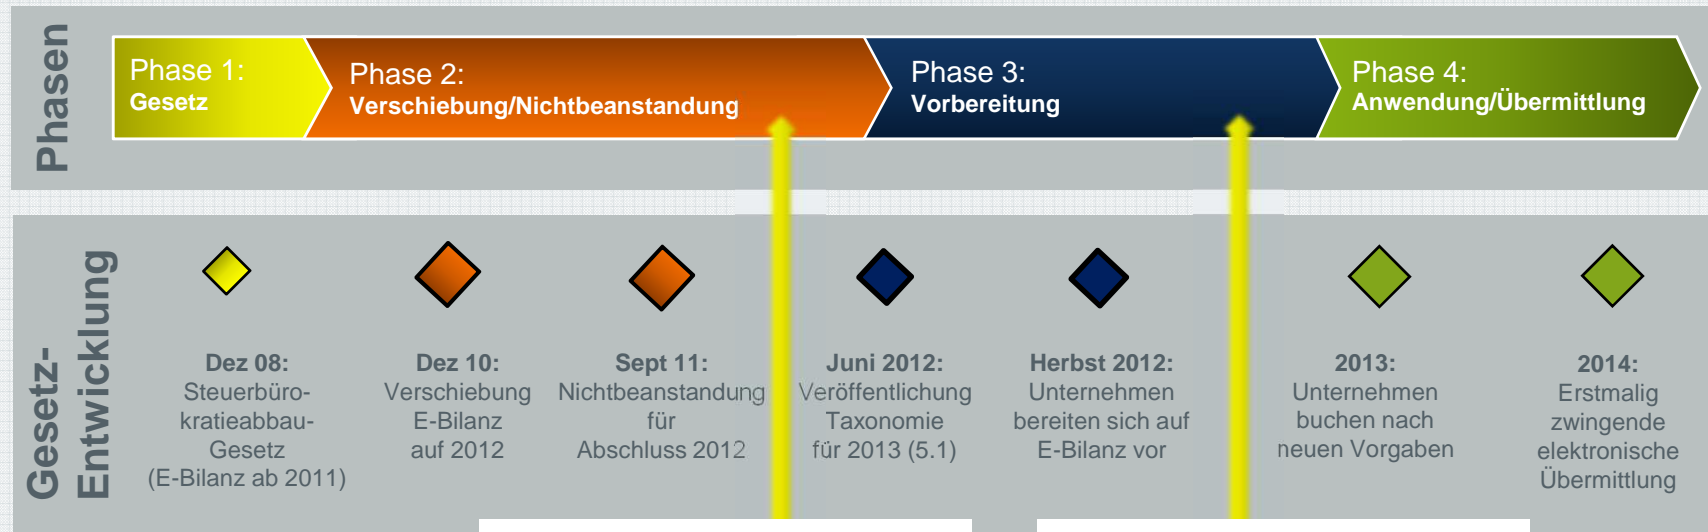 Phasen
Phase 1:
Gesetz
Phase 2:
Verschiebung/Nichtbeanstandung
Phase 3:
Vorbereitung
Phase 4:
Anwendung/Übermittlung
Gesetz-
Entwicklung
Dez 08:
Steuerbüro-
kratieabbau-
Gesetz
(E-Bilanz ab 2011)
Dez 10:
Verschiebung
E-Bilanz
auf 2012
Sept 11:
Nichtbeanstandung
für
Abschluss 2012
Juni 2012:
Veröffentlichung
Taxonomie
für 2013 (5.1)
Herbst 2012:
Unternehmen
bereiten sich auf
E-Bilanz vor
2013:
Unternehmen
buchen nach
neuen Vorgaben
2014:
Erstmalig
zwingende
elektronische
Übermittlung